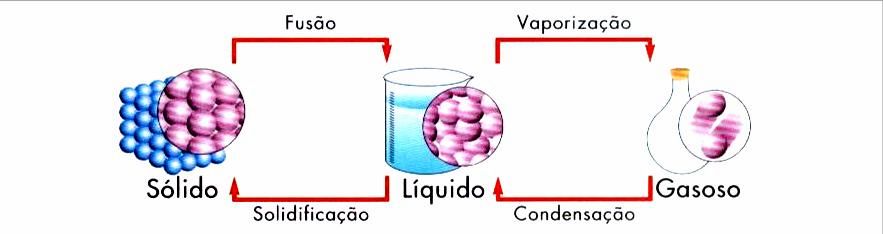 Fusão
Vaporização
Sólido
Líquido
Gasoso
Solidificação
Condensação